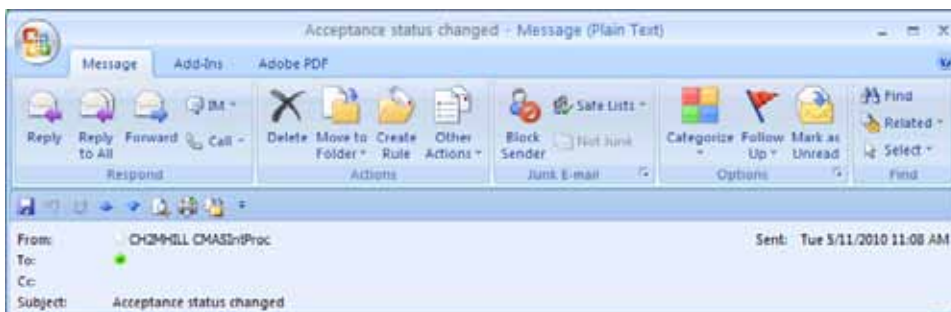 Acceptance status changed - Message (Plain Text)
Message Add-Ins Adobe PDF
Reply Reply to All Forward IM Call
Delete Move to Folder Create Rule Other Actions
Block Sender Safe Lists Not Junk
Categorize Follow Up Mark as Unread
Find Related Select
Respond Actions Junk E-mail Options Find
From: CH2MHILL CMASIntProc Sent: Tue 5/11/2010 11:08 AM
To:
Cc:
Subject: Acceptance status changed